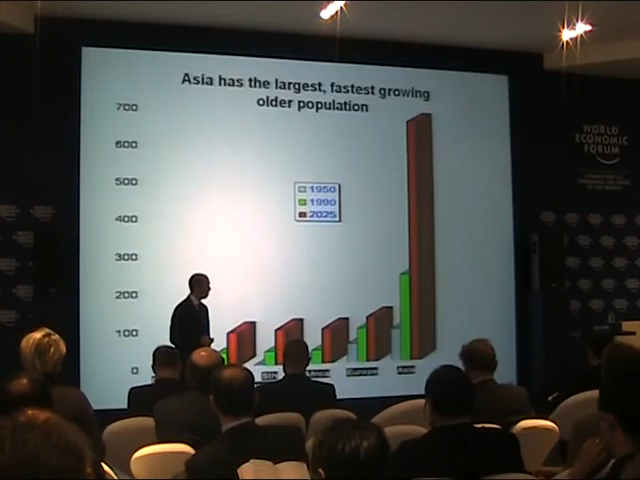 Asia has the largest, fastest growing
older population
700
600
500
400
300
200
100
0
1950
1990
2025
Europe
Asia
WORLD
ECONOMIC
FORUM